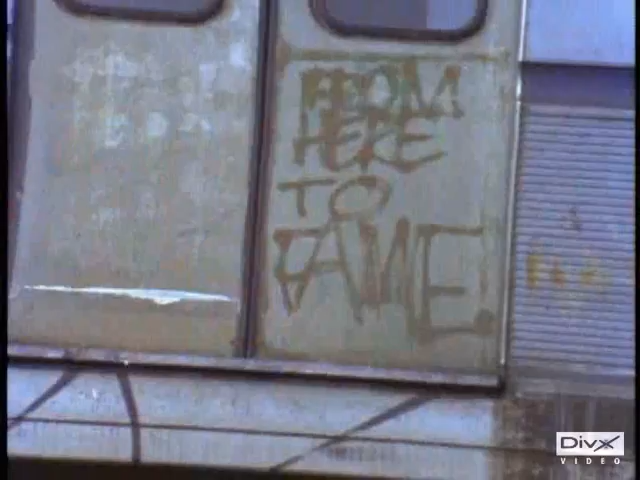 FROM
HERE
TO
FAME.
DivX
VIDEO